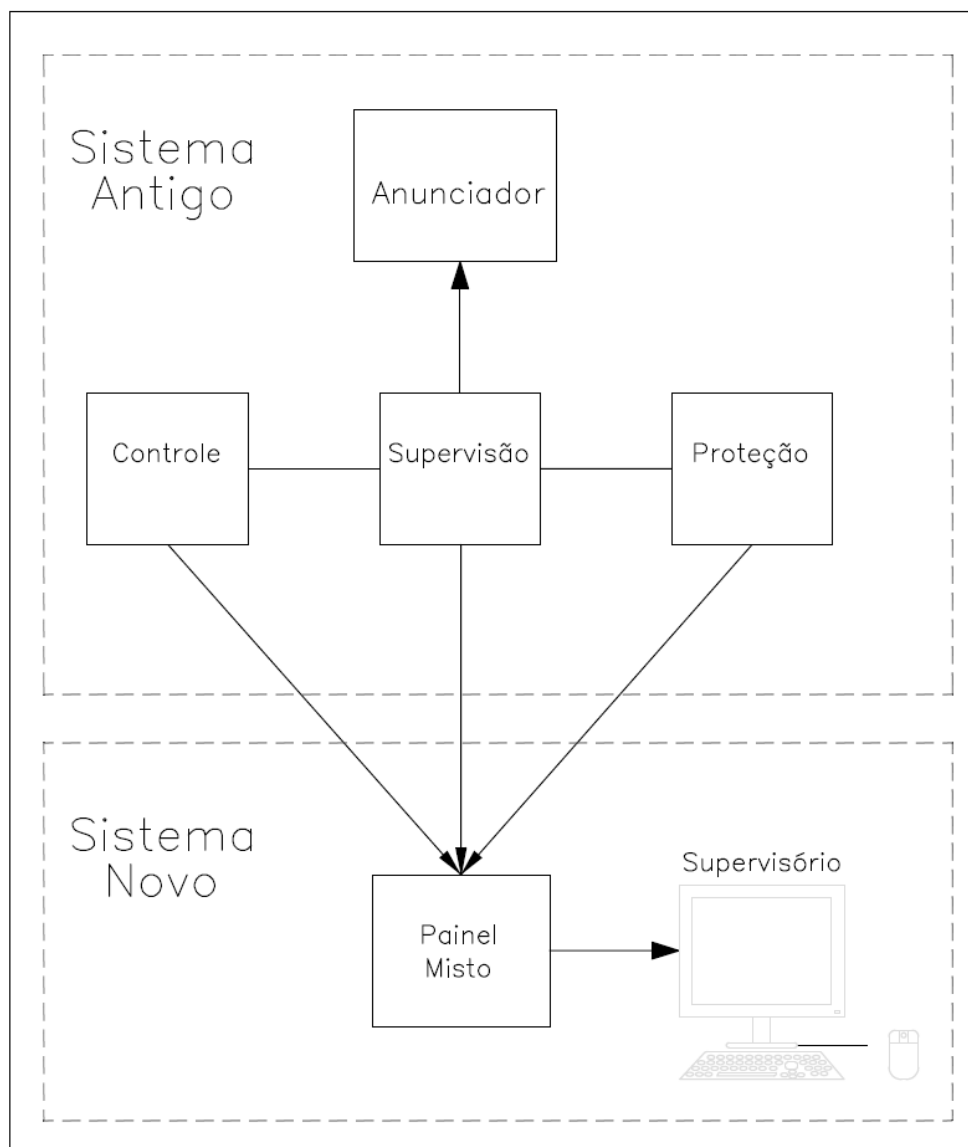 Sistema
Antigo
Anunciador
Controle
Supervisão
Proteção
Sistema
Novo
Supervisório
Painel
Misto